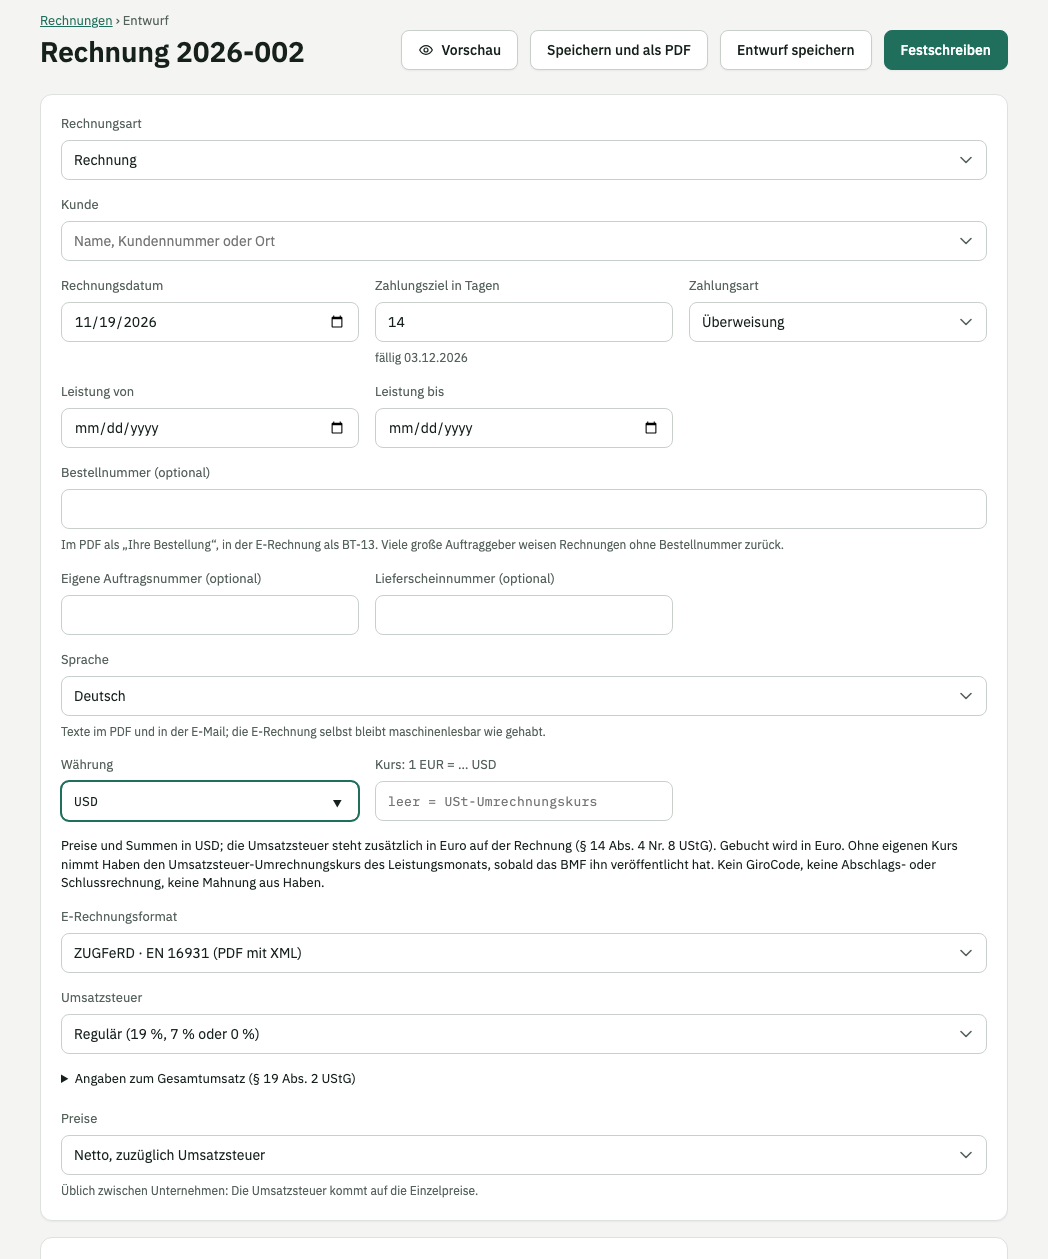 Rechnungen › Entwurf
Rechnung 2026-002
Vorschau
Speichern und als PDF
Entwurf speichern
Festschreiben
Rechnungsart
Rechnung
Kunde
Name, Kundennummer oder Ort
Rechnungsdatum
Zahlungsziel in Tagen
Zahlungsart
11/19/2026
14
Überweisung
fällig 03.12.2026
Leistung von
Leistung bis
mm/dd/yyyy
mm/dd/yyyy
Bestellnummer (optional)
Im PDF als „Ihre Bestellung“, in der E-Rechnung als BT-13. Viele große Auftraggeber weisen Rechnungen ohne Bestellnummer zurück.
Eigene Auftragsnummer (optional)
Lieferscheinnummer (optional)
Sprache
Deutsch
Texte im PDF und in der E-Mail; die E-Rechnung selbst bleibt maschinenlesbar wie gehabt.
Währung
Kurs: 1 EUR = … USD
USD
leer = USt-Umrechnungskurs
Preise und Summen in USD; die Umsatzsteuer steht zusätzlich in Euro auf der Rechnung (§ 14 Abs. 4 Nr. 8 UStG). Gebucht wird in Euro. Ohne eigenen Kurs
nimmt Haben den Umsatzsteuer-Umrechnungskurs des Leistungsmonats, sobald das BMF ihn veröffentlicht hat. Kein GiroCode, keine Abschlags- oder
Schlussrechnung, keine Mahnung aus Haben.
E-Rechnungsformat
ZUGFeRD · EN 16931 (PDF mit XML)
Umsatzsteuer
Regulär (19 %, 7 % oder 0 %)
Angaben zum Gesamtumsatz (§ 19 Abs. 2 UStG)
Preise
Netto, zuzüglich Umsatzsteuer
Üblich zwischen Unternehmen: Die Umsatzsteuer kommt auf die Einzelpreise.